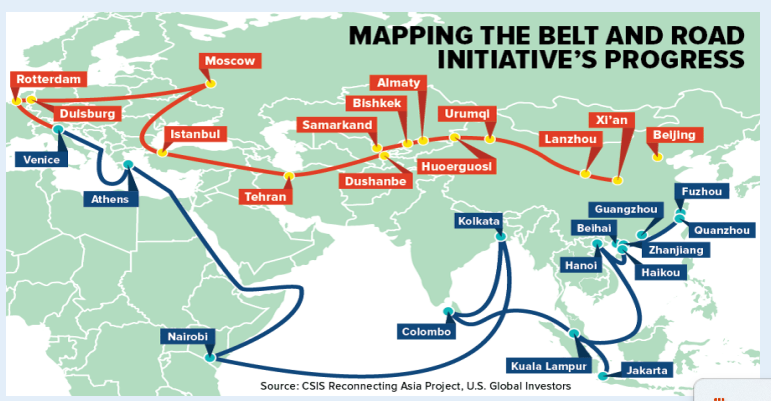 MAPPING THE BELT AND ROAD
INITIATIVE'S PROGRESS
Moscow
Rotterdam
Duisburg
Almaty
Bishkek
Urumqi
Xi'an
Samarkand
Istanbul
Lanzhou
Beijing
Venice
Huoerguosi
Dushanbe
Tehran
Athens
Fuzhou
Guangzhou
Kolkata
Beihai
Quanzhou
Zhanjiang
Hanoi
Haikou
Colombo
Nairobi
Kuala Lampur
Jakarta
Source: CSIS Reconnecting Asia Project, U.S. Global Investors